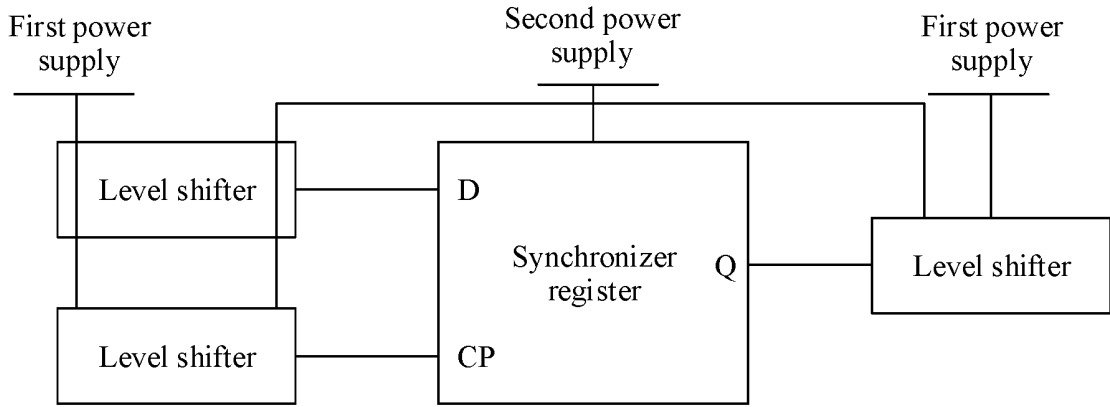 First power
supply
Second power
supply
First power
supply
Level shifter
D
Synchronizer
register
Q
Level shifter
Level shifter
CP